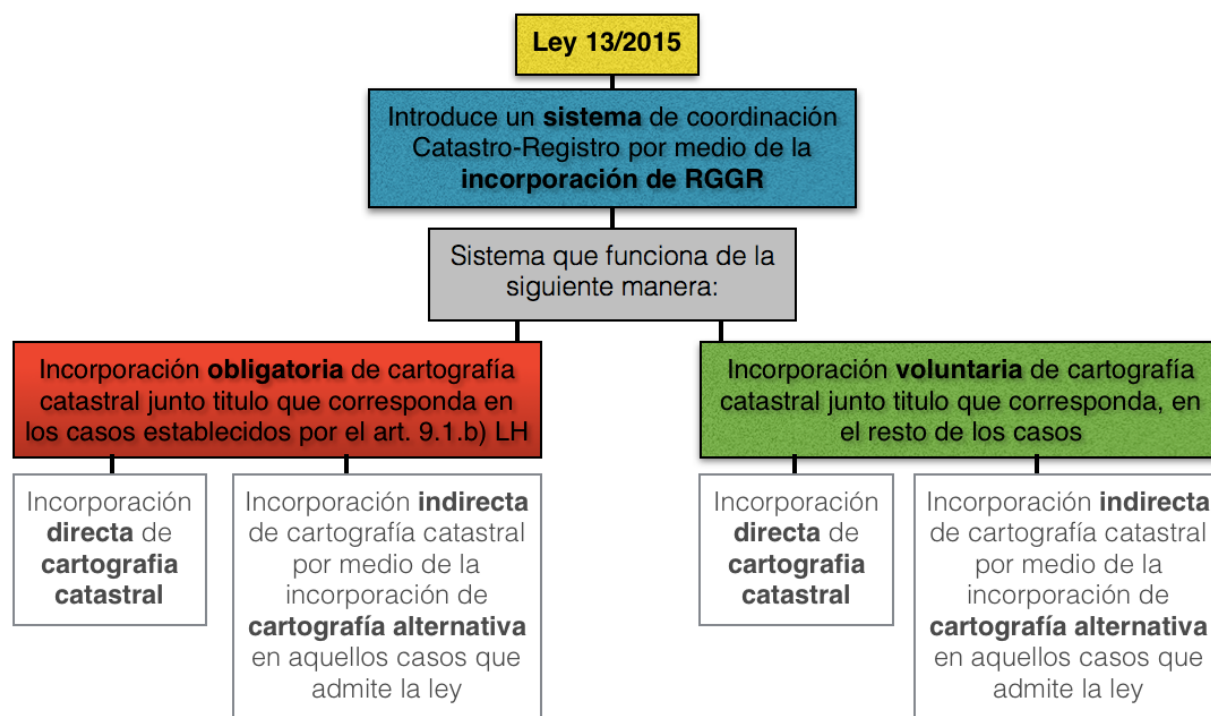 Ley 13/2015
Introduce un sistema de coordinación
Catastro-Registro por medio de la
incorporación de RGGR
Sistema que funciona de la
siguiente manera:
Incorporación obligatoria de cartografía
catastral junto titulo que corresponda en
los casos establecidos por el art. 9.1.b) LH
Incorporación
directa de
cartografia
catastral
Incorporación indirecta
de cartografía catastral
por medio de la
incorporación de
cartografía alternativa
en aquellos casos que
admite la ley
Incorporación voluntaria de cartografía
catastral junto titulo que corresponda, en
el resto de los casos
Incorporación
directa de
cartografia
catastral
Incorporación indirecta
de cartografía catastral
por medio de la
incorporación de
cartografía alternativa
en aquellos casos que
admite la ley